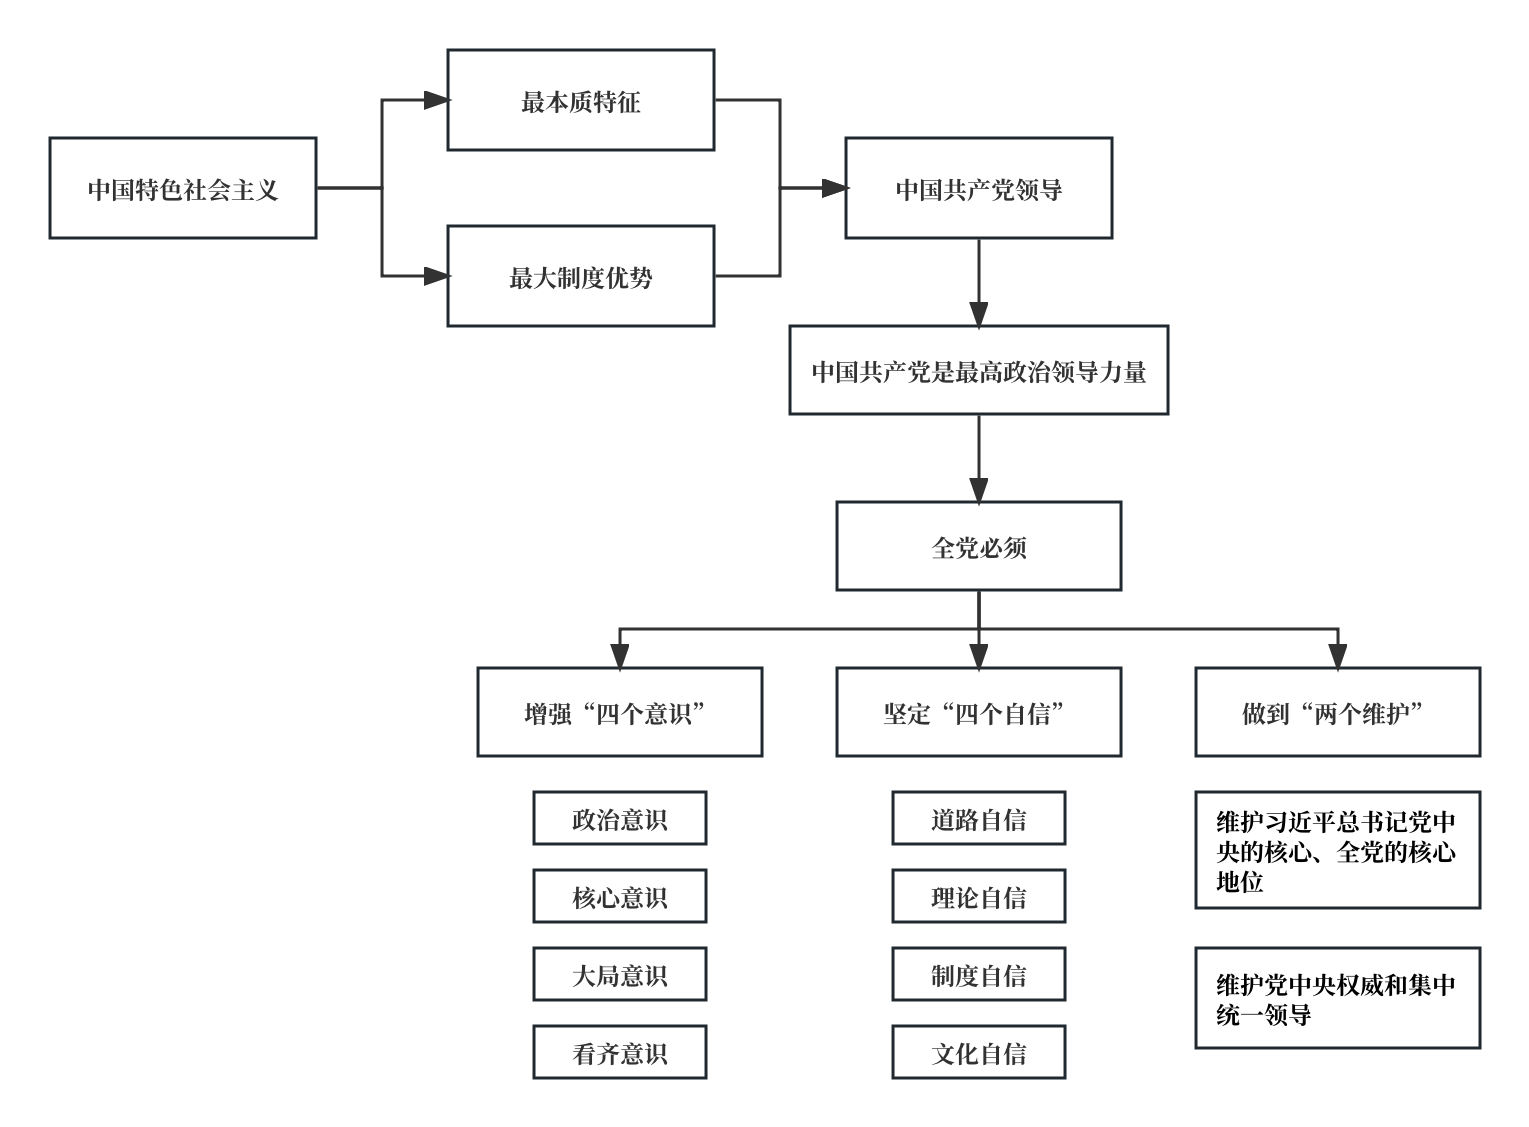 中国特色社会主义
最本质特征
最大制度优势
中国共产党领导
中国共产党是最高政治领导力量
全党必须
增强“四个意识”
政治意识
核心意识
大局意识
看齐意识
坚定“四个自信”
道路自信
理论自信
制度自信
文化自信
做到“两个维护”
维护习近平总书记党中
央的核心、全党的核心
地位
维护党中央权威和集中
统一领导